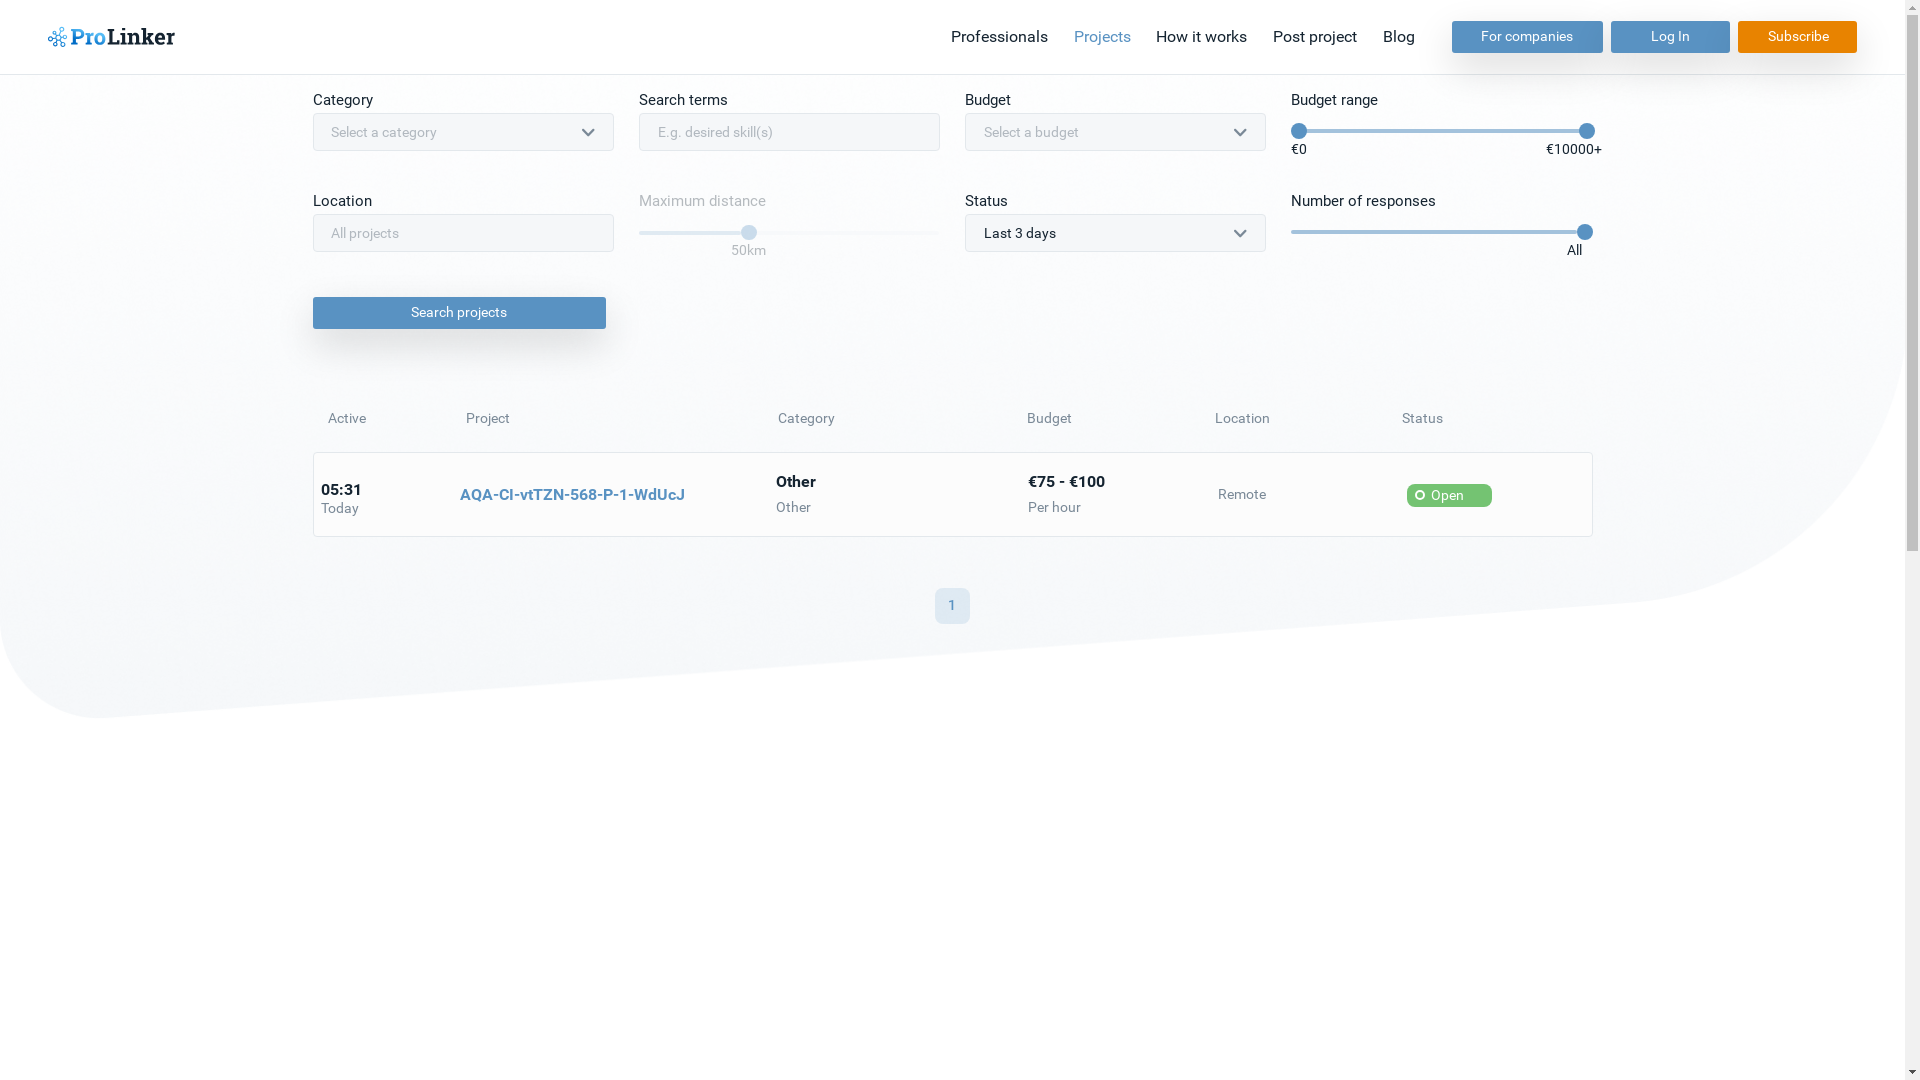 ProLinker
Professionals
Projects
How it works
Post project
Blog
For companies
Log In
Subscribe
Category
Search terms
Budget
Budget range
Select a category
E.g. desired skill(s)
Select a budget
€0
€10000+
Location
Maximum distance
Status
Number of responses
All projects
50km
Last 3 days
All
Search projects
Active
Project
Category
Budget
Location
Status
05:31
Today
AQA-CI-vtTZN-568-P-1-WdUcJ
Other
Other
€75 - €100
Per hour
Remote
Open
1